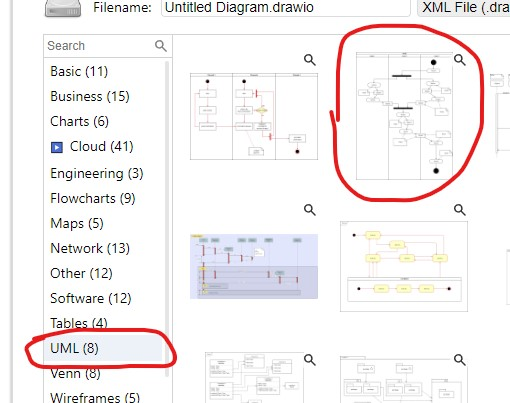 Filename:
Untitled Diagram.drawio
XML File (.dra
Search
Basic (11)
Business (15)
Charts (6)
Cloud (41)
Engineering (3)
Flowcharts (9)
Maps (5)
Network (13)
Other (12)
Software (12)
Tables (4)
UML (8)
Venn (8)
Wireframes (5)